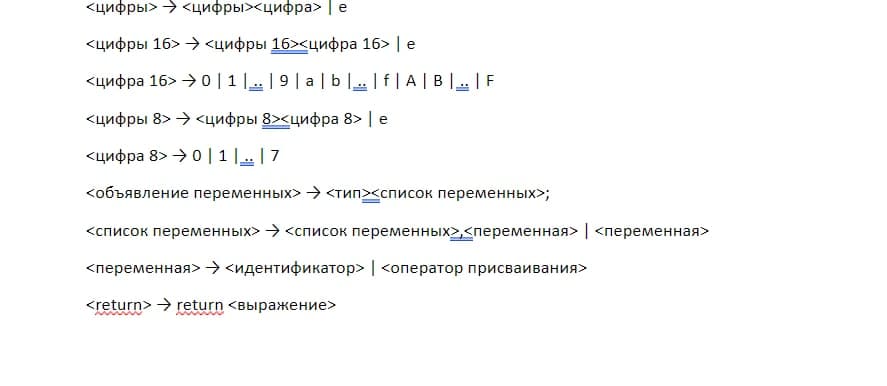 <цифры> → <цифры><цифра> | e
<цифры 16> → <цифры 16><цифра 16> | e
<цифра 16> → 0 | 1 |.. | 9 | a | b |.. | f | A | B |.. | F
<цифры 8> → <цифры 8><цифра 8> | e
<цифра 8> → 0 | 1 |.. | 7
<объявление переменных> → <тип><список переменных>;
<список переменных> → <список переменных>,<переменная> | <переменная>
<переменная> → <идентификатор> | <оператор присваивания>
<return> → return <выражение>